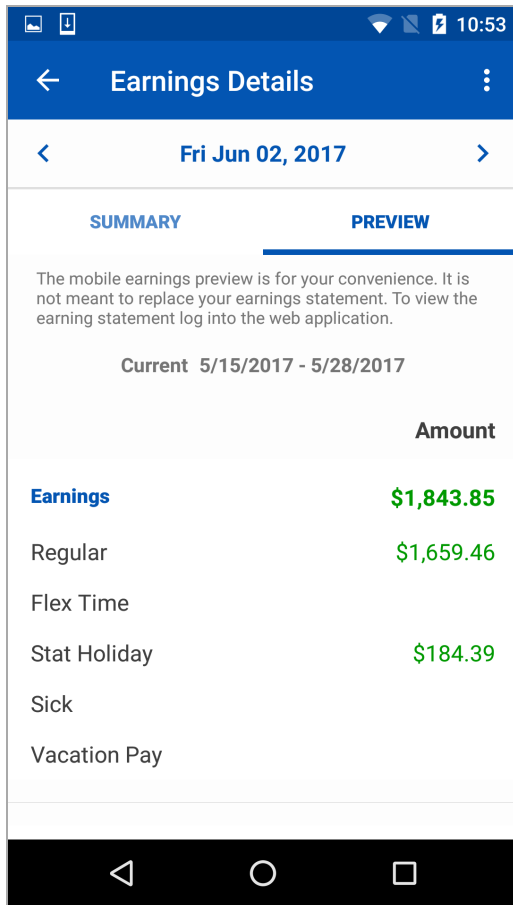 10:53
Earnings Details
Fri Jun 02, 2017
SUMMARY PREVIEW
The mobile earnings preview is for your convenience. It is
not meant to replace your earnings statement. To view the
earning statement log into the web application.
Current 5/15/2017 - 5/28/2017
Amount
Earnings $1,843.85
Regular $1,659.46
Flex Time
Stat Holiday $184.39
Sick
Vacation Pay